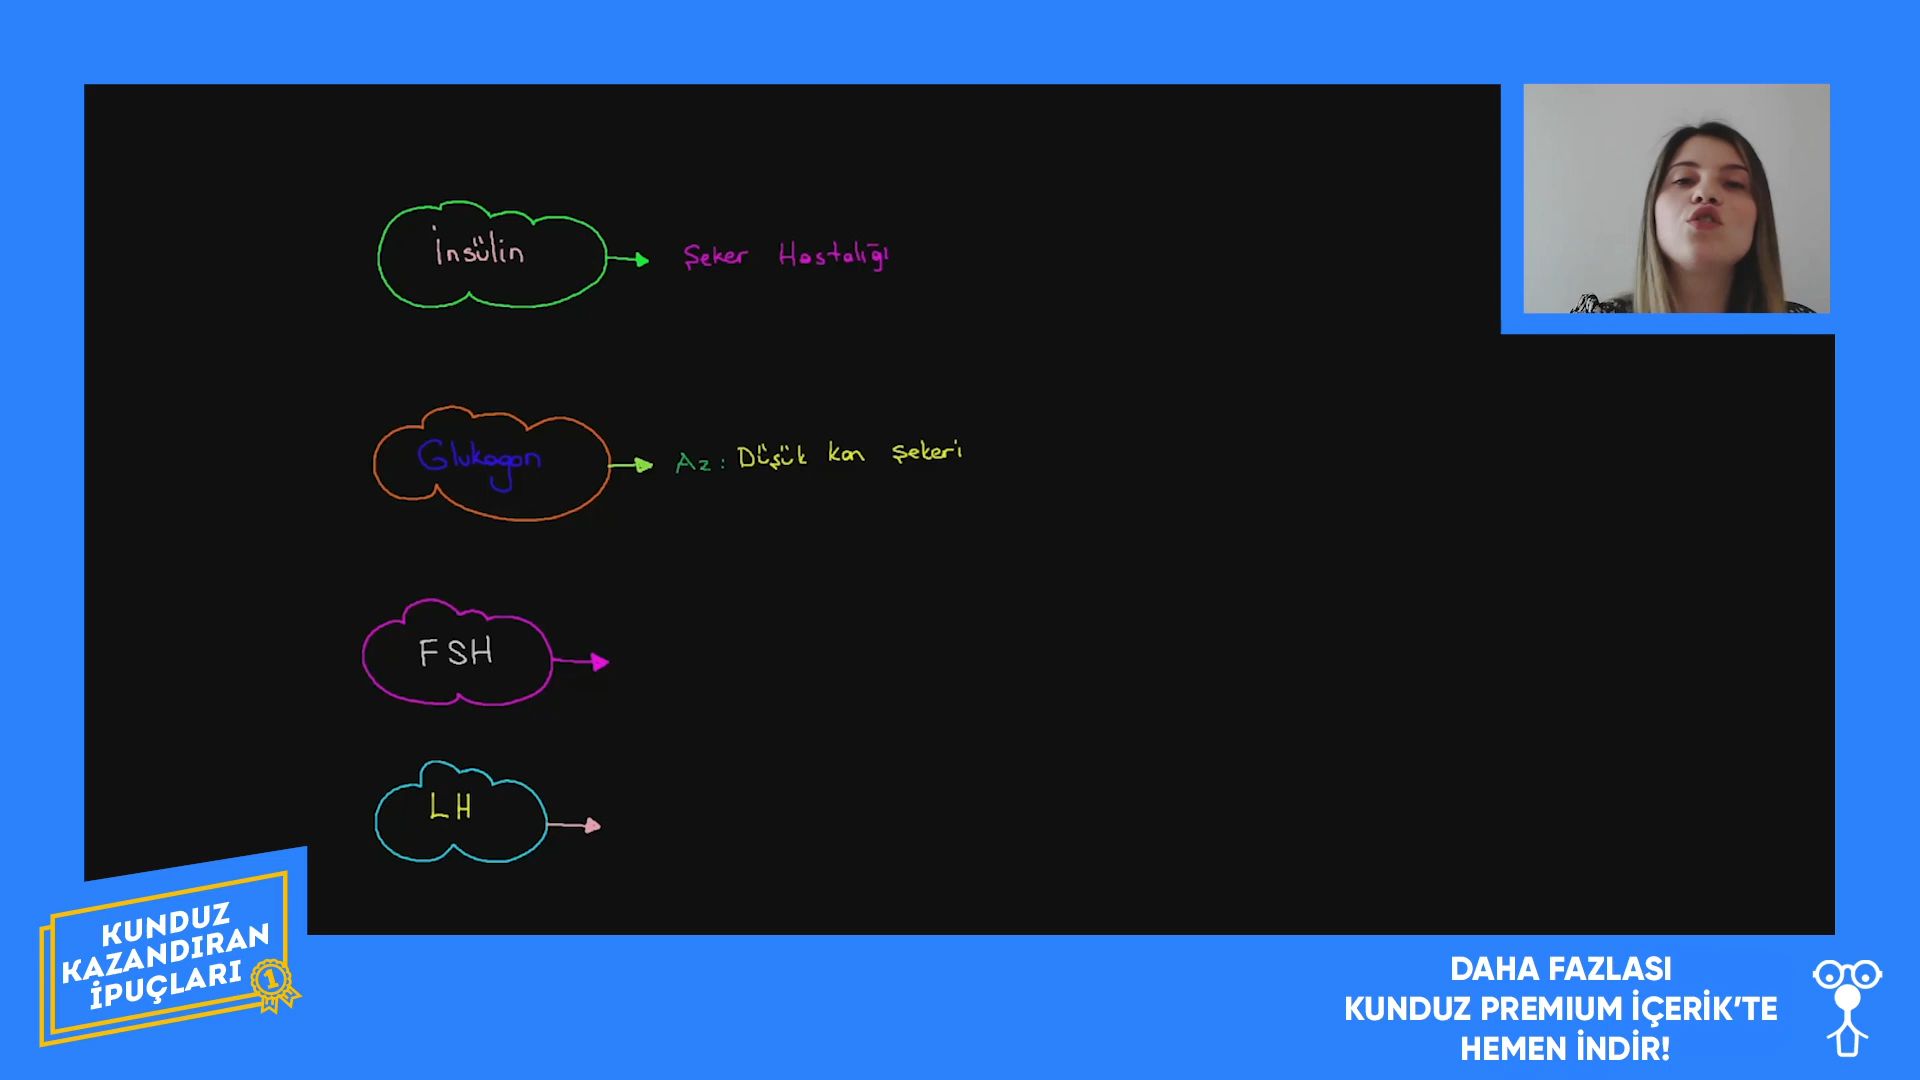 İnsülin
Şeker Hastalığı
Glukagon
Az: Düşük kan şekeri
FSH
LH
KUNDUZ
KAZANDIRAN
İPUÇLARI
1
DAHA FAZLASI
KUNDUZ PREMIUM İÇERİK'TE
HEMEN İNDİR!